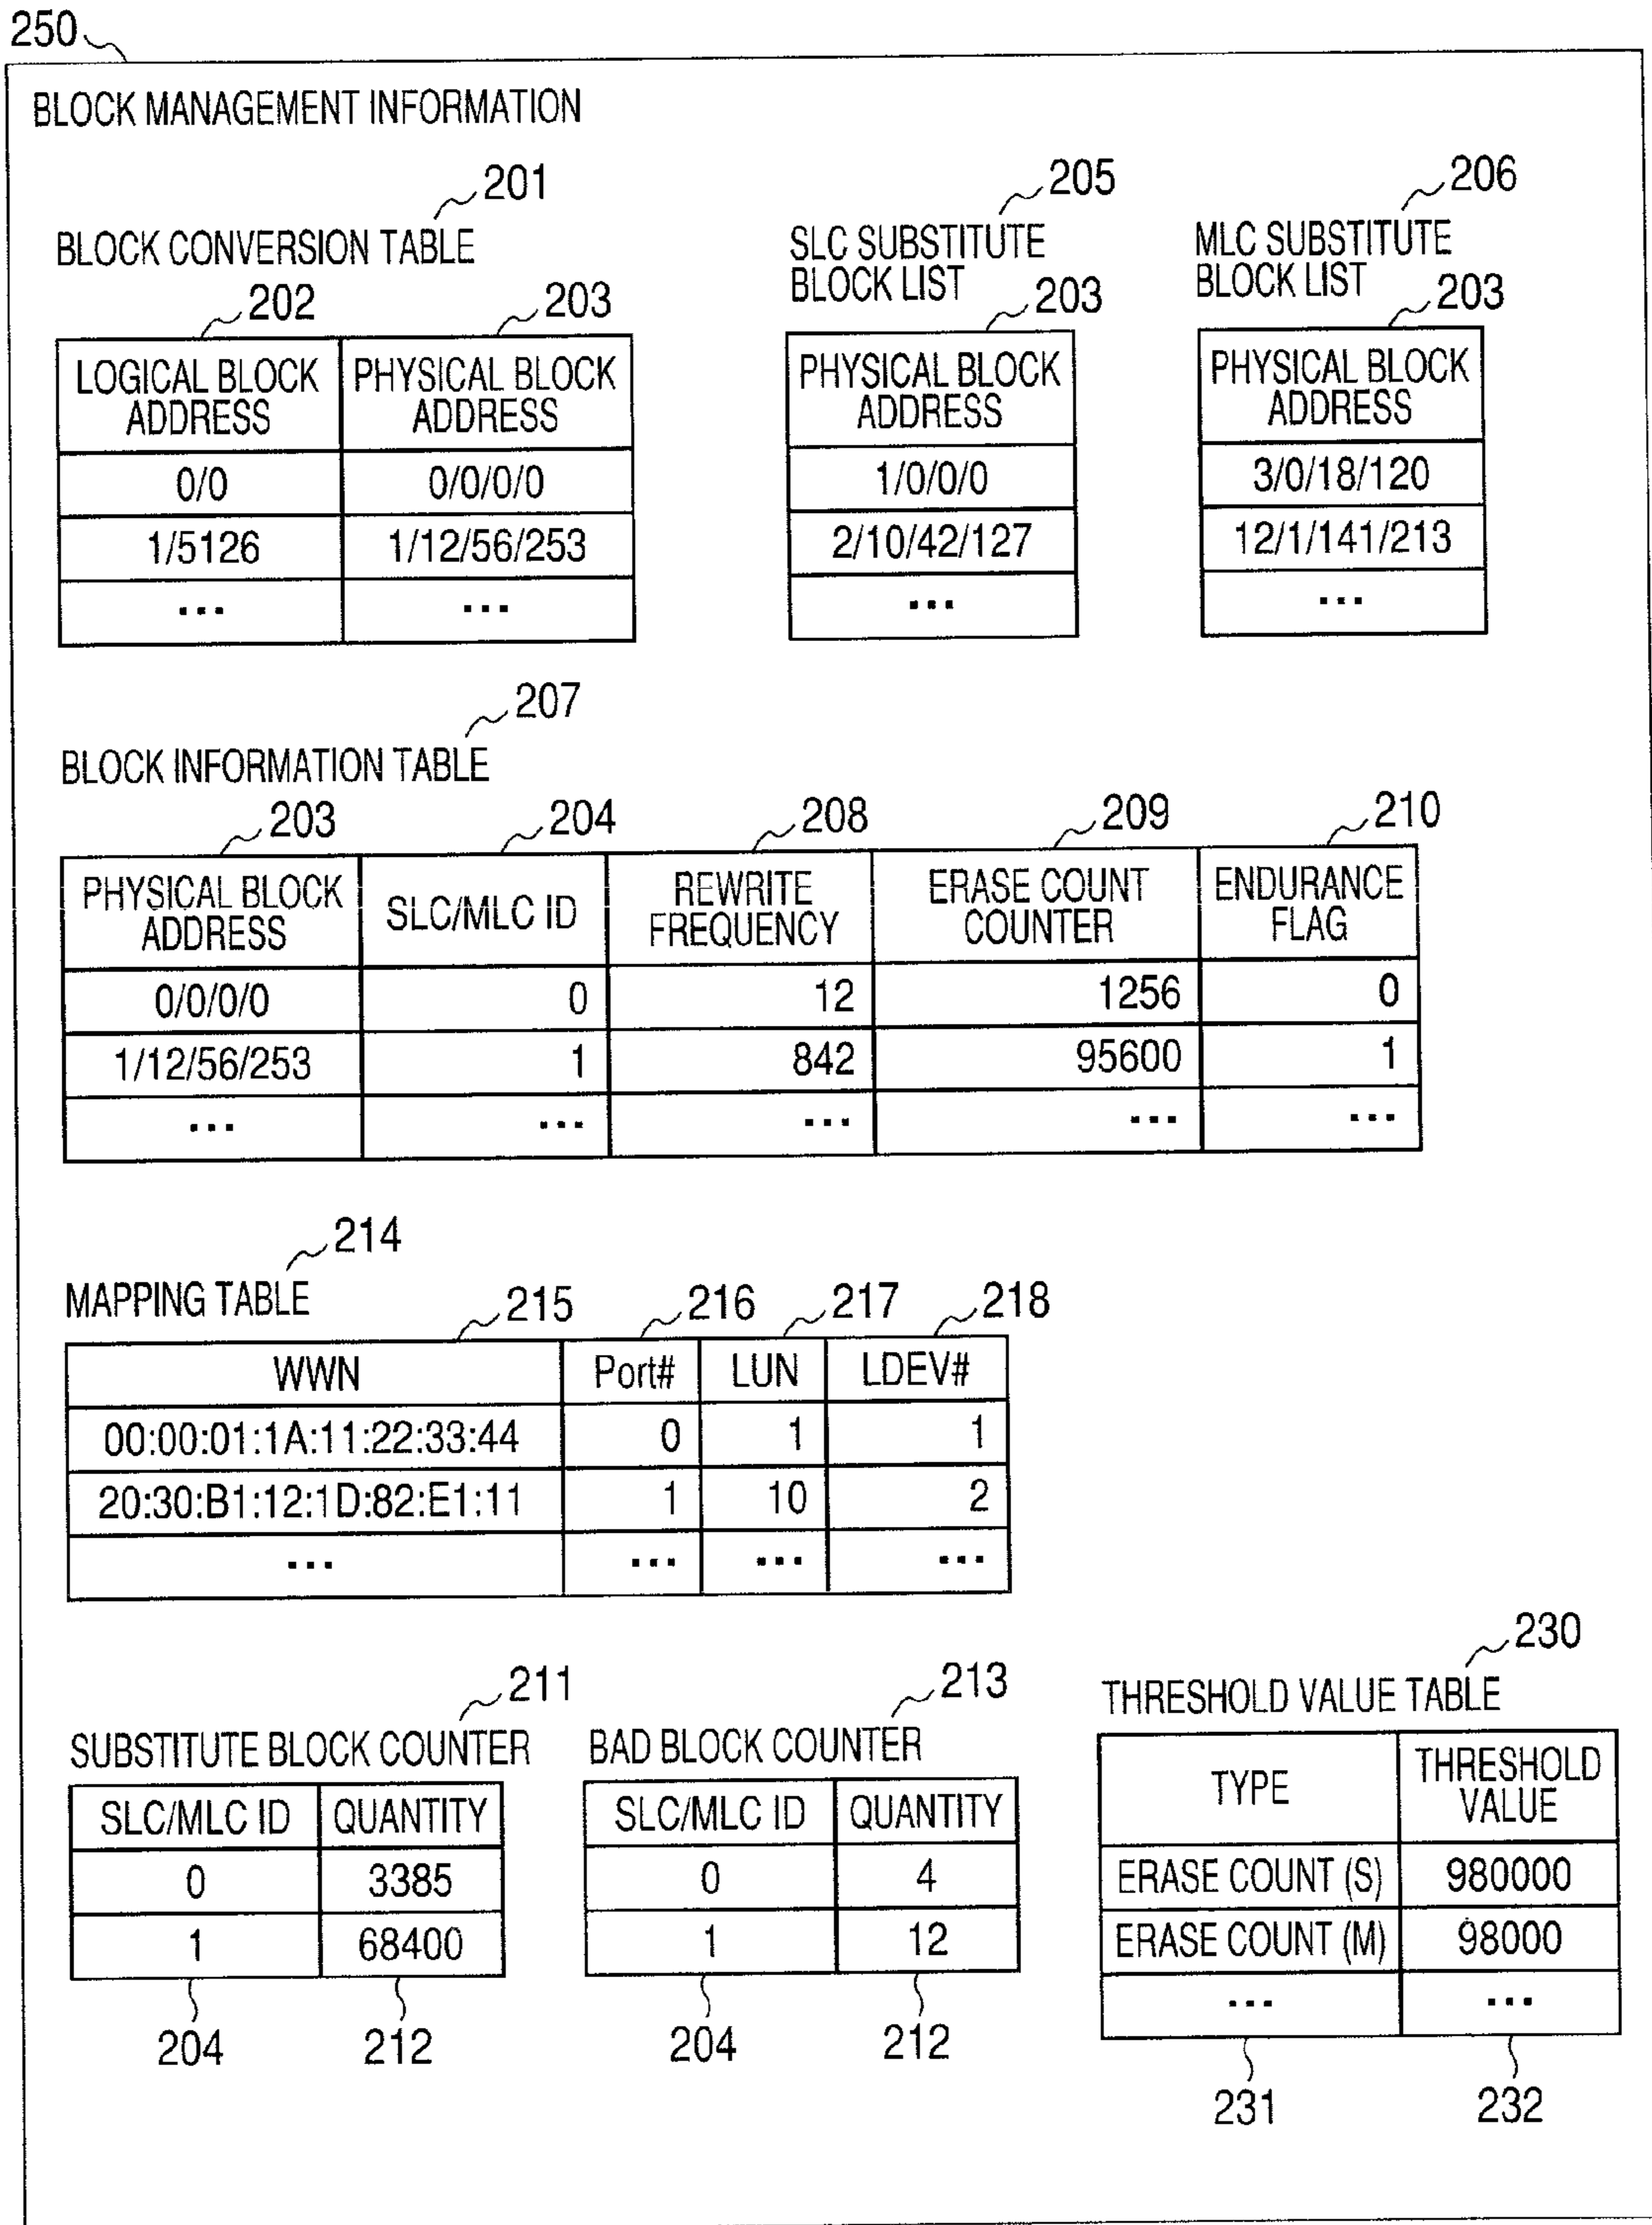 250
BLOCK MANAGEMENT INFORMATION
201
BLOCK CONVERSION TABLE
202 203
LOGICAL BLOCK ADDRESS PHYSICAL BLOCK ADDRESS
0/0 0/0/0/0
1/5126 1/12/56/253
... ...
205
SLC SUBSTITUTE
BLOCK LIST
203
PHYSICAL BLOCK
ADDRESS
1/0/0/0
2/10/42/127
...
206
MLC SUBSTITUTE
BLOCK LIST
203
PHYSICAL BLOCK
ADDRESS
3/0/18/120
12/1/141/213
...
207
BLOCK INFORMATION TABLE
203 204 208 209 210
PHYSICAL BLOCK ADDRESS SLC/MLC ID REWRITE FREQUENCY ERASE COUNT COUNTER ENDURANCE FLAG
0/0/0/0 0 12 1256 0
1/12/56/253 1 842 95600 1
... ... ... ... ...
214
MAPPING TABLE
215 216 217 218
WWN Port# LUN LDEV#
00:00:01:1A:11:22:33:44 0 1 1
20:30:B1:12:1D:82:E1:11 1 10 2
... ... ... ...
211
SUBSTITUTE BLOCK COUNTER
SLC/MLC ID QUANTITY
0 3385
1 68400
204 212
213
BAD BLOCK COUNTER
SLC/MLC ID QUANTITY
0 4
1 12
204 212
230
THRESHOLD VALUE TABLE
TYPE THRESHOLD VALUE
ERASE COUNT (S) 980000
ERASE COUNT (M) 98000
... ...
231 232